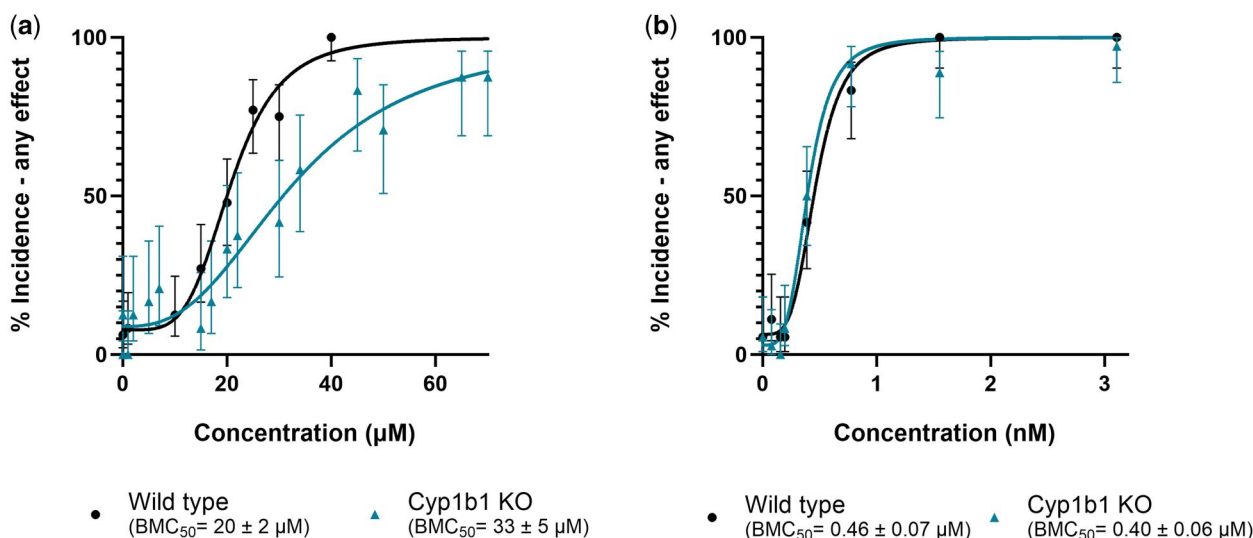 (a)
% Incidence - any effect
100
50
0
0 20 40 60
Concentration (µM)
Wild type
(BMC50= 20 ± 2 µM)
Cyp1b1 KO
(BMC50= 33 ± 5 µM)
(b)
% Incidence - any effect
100
50
0
0 1 2 3
Concentration (nM)
Wild type
(BMC50= 0.46 ± 0.07 µM)
Cyp1b1 KO
(BMC50= 0.40 ± 0.06 µM)